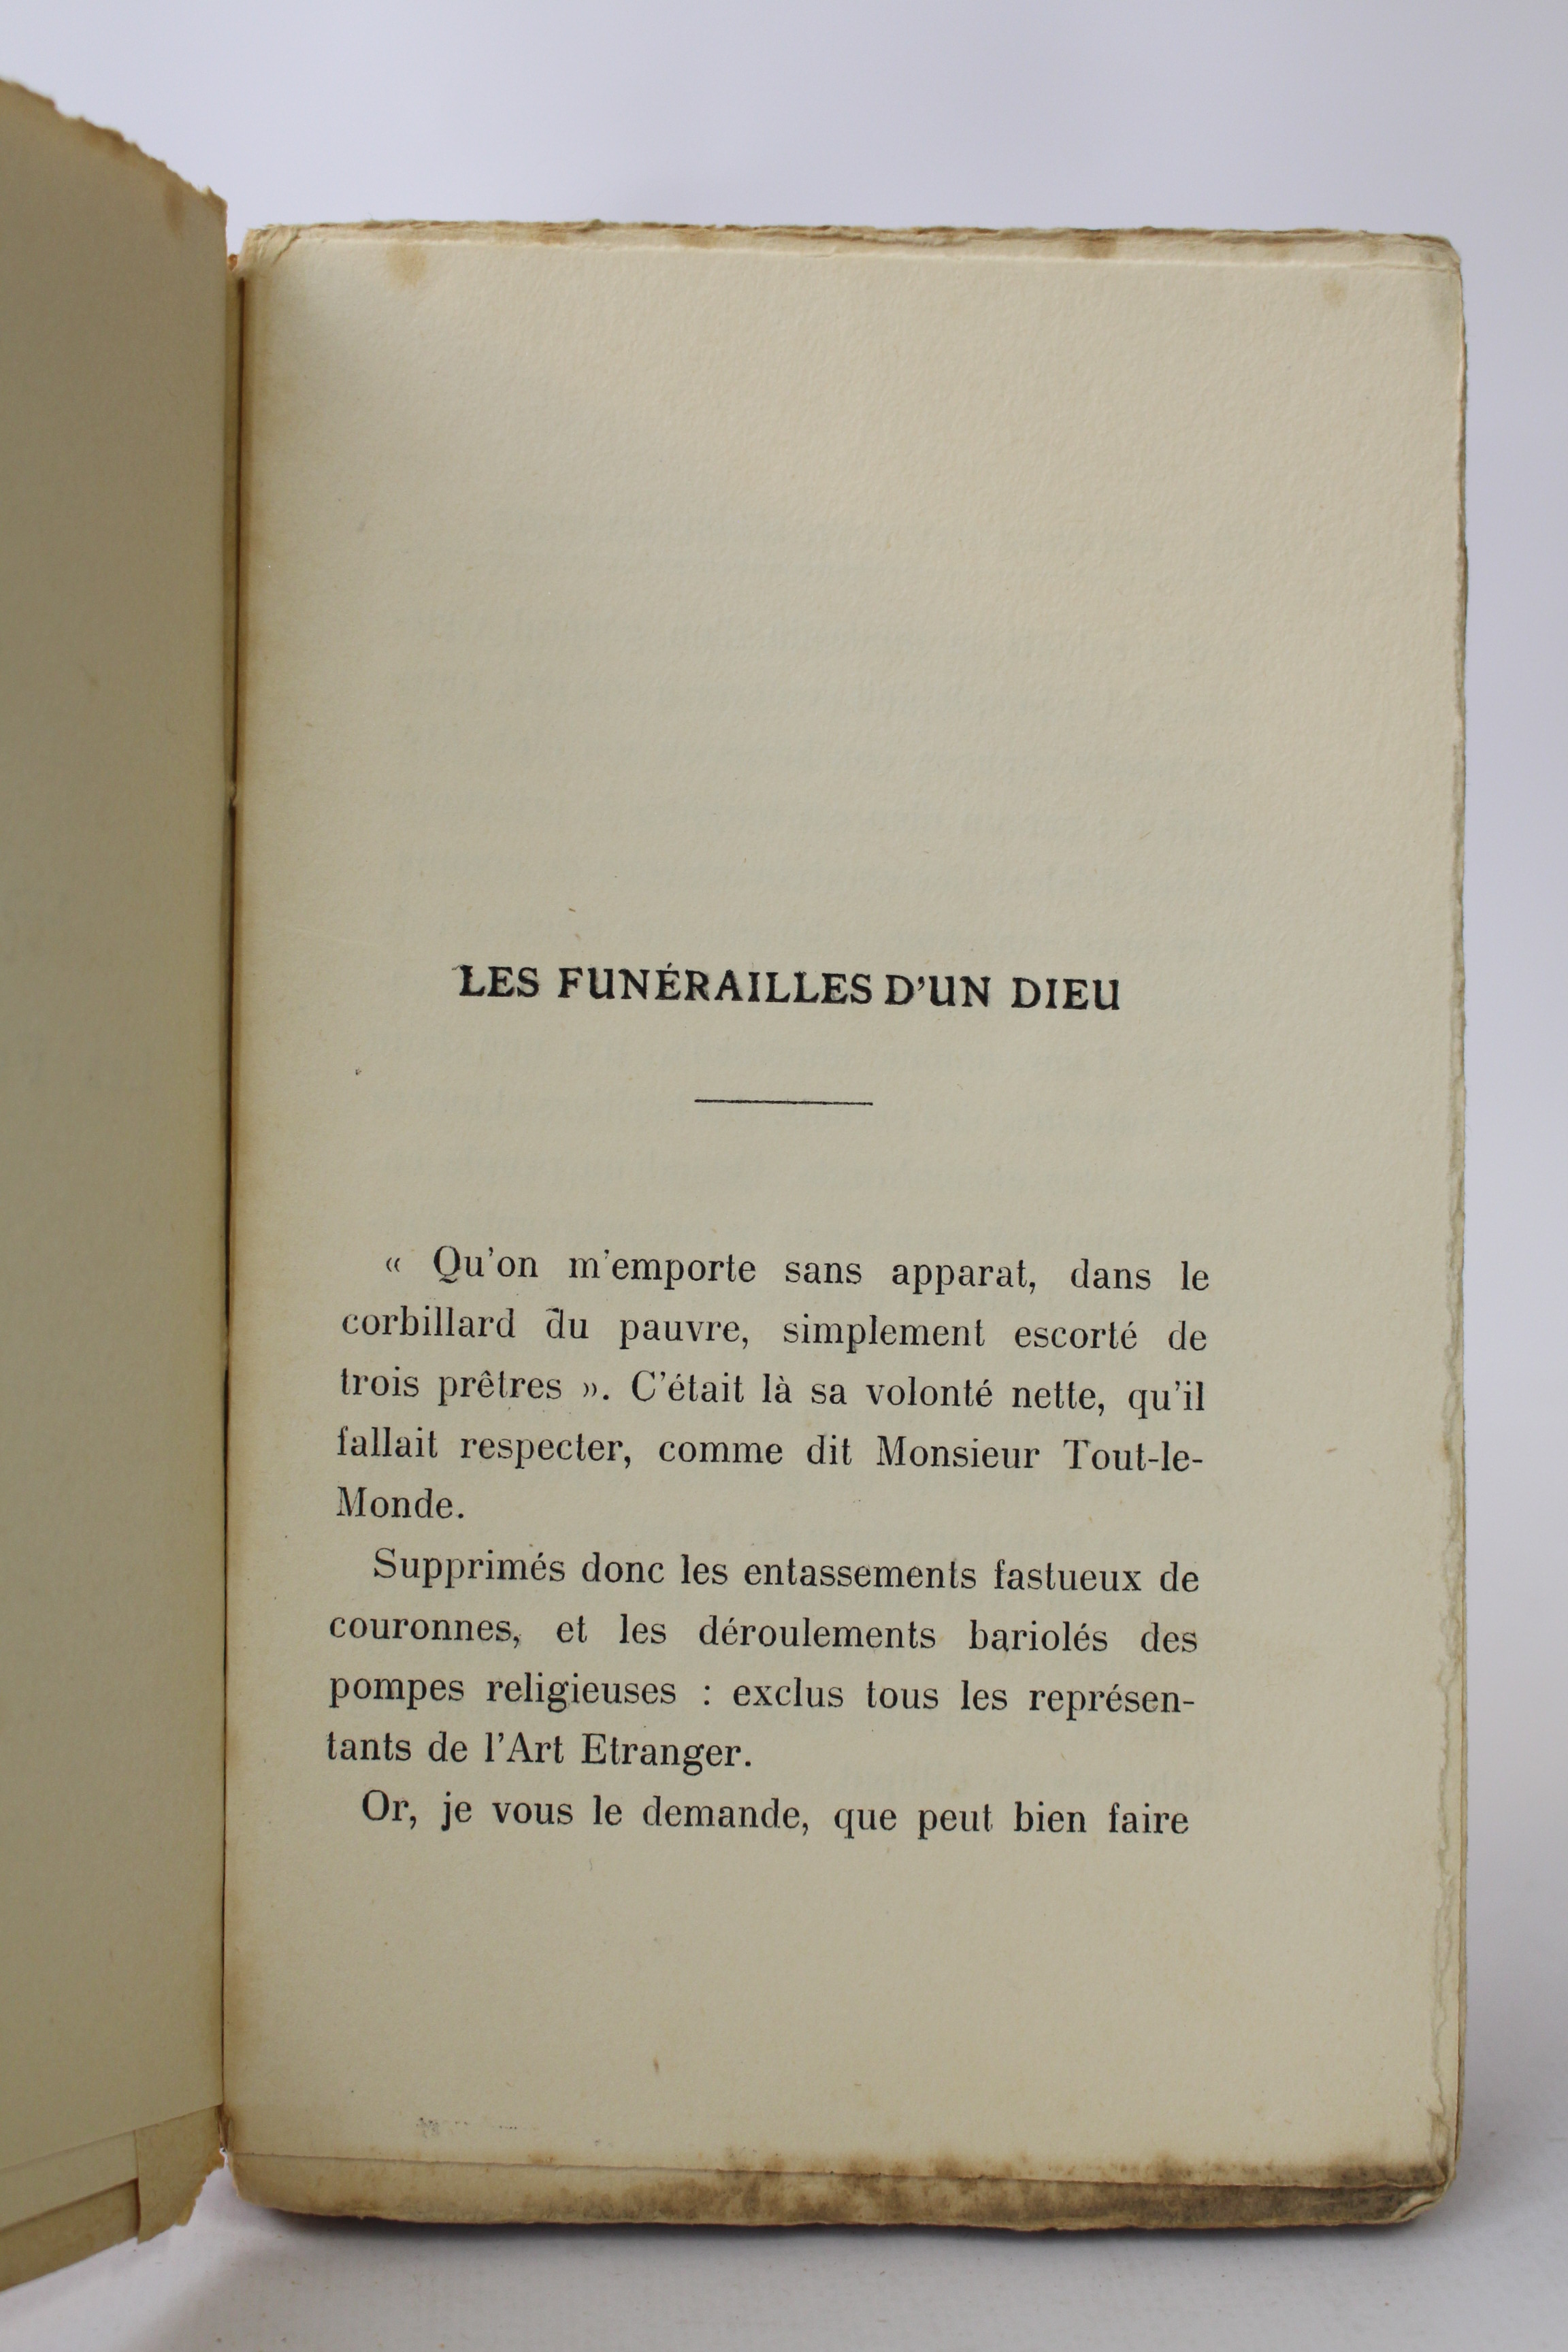 LES FUNÉRAILLES D'UN DIEU
« Qu'on m'emporte sans apparat, dans le
corbillard du pauvre, simplement escorté de
trois prêtres ». C'était là sa volonté nette, qu'il
fallait respecter, comme dit Monsieur Tout-le-
Monde.
Supprimés donc les entassements fastueux de
couronnes, et les déroulements bariolés des
pompes religieuses : exclus tous les représen-
tants de l'Art Etranger.
Or, je vous le demande, que peut bien faire